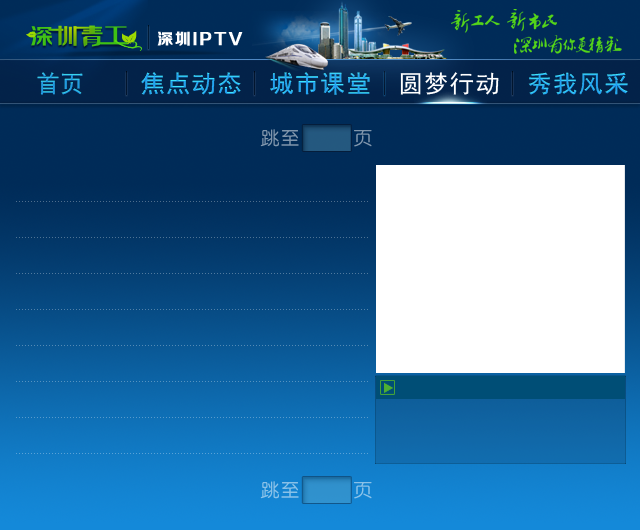 深圳青工 深圳IPTV
新工人 新市民
深圳有你更精彩
首页 焦点动态 城市课堂 圆梦行动 秀我风采
跳至 页
跳至 页